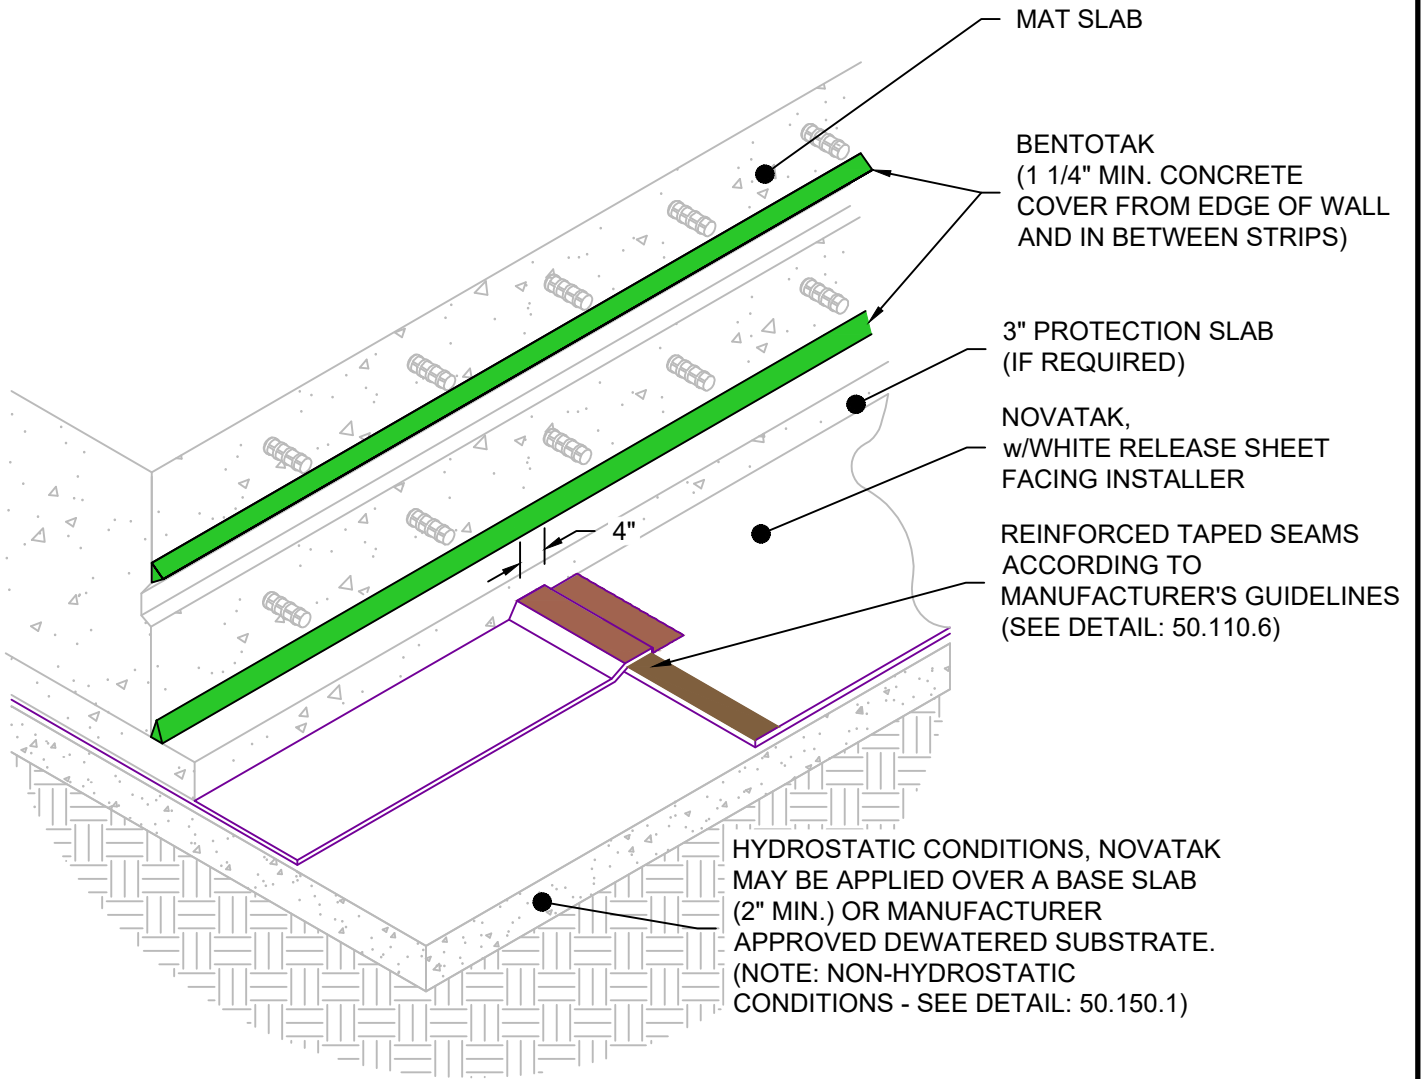 MAT SLAB
BENTOTAK
(1 1/4" MIN. CONCRETE
COVER FROM EDGE OF WALL
AND IN BETWEEN STRIPS)
3" PROTECTION SLAB
(IF REQUIRED)
NOVATAK,
w/WHITE RELEASE SHEET
FACING INSTALLER
4"
REINFORCED TAPED SEAMS
ACCORDING TO
MANUFACTURER'S GUIDELINES
(SEE DETAIL: 50.110.6)
HYDROSTATIC CONDITIONS, NOVATAK
MAY BE APPLIED OVER A BASE SLAB
(2" MIN.) OR MANUFACTURER
APPROVED DEWATERED SUBSTRATE.
(NOTE: NON-HYDROSTATIC
CONDITIONS - SEE DETAIL: 50.150.1)